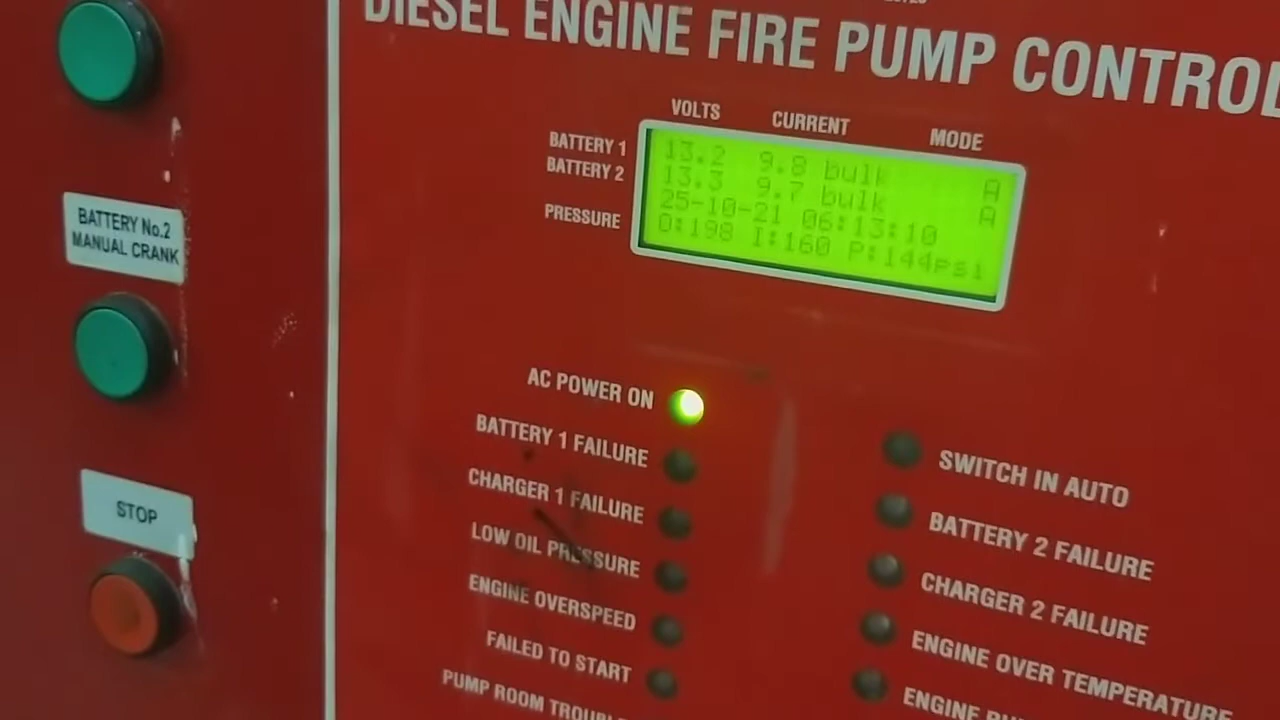 DIESEL ENGINE FIRE PUMP CONTROL
VOLTS CURRENT MODE
BATTERY 1
BATTERY 2
PRESSURE
13.2 9.8 bulk A
13.3 9.7 bulk A
25-10-21 06:13:10
O:198 I:160 P:144psi
BATTERY No.2
MANUAL CRANK
STOP
AC POWER ON
BATTERY 1 FAILURE
CHARGER 1 FAILURE
LOW OIL PRESSURE
ENGINE OVERSPEED
FAILED TO START
PUMP ROOM
SWITCH IN AUTO
BATTERY 2 FAILURE
CHARGER 2 FAILURE
ENGINE OVER TEMPERATURE
ENGINE